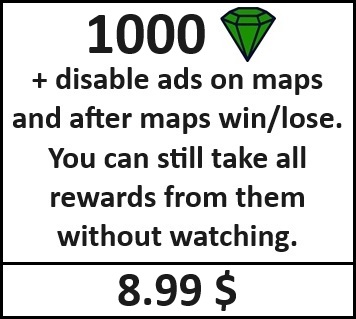 1000
+ disable ads on maps
and after maps win/lose.
You can still take all
rewards from them
without watching.
8.99 $